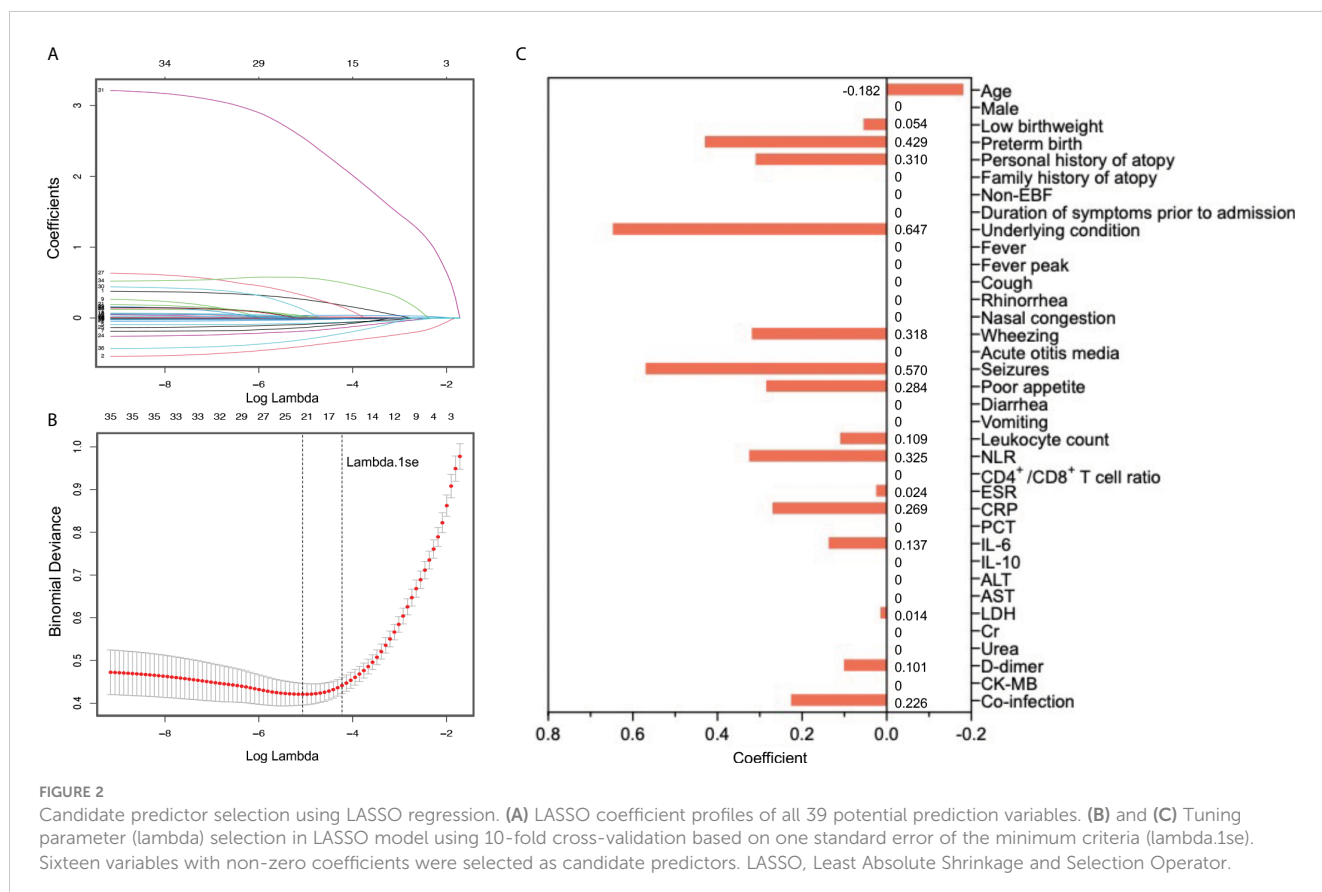 A
34 29 15 3
3
2
1
0
Coefficients
31
27
34
30
1
9
24
36
2
-8 -6 -4 -2
Log Lambda
B
35 35 35 33 33 32 29 27 25 21 17 15 14 12 9 4 3
1.0
0.9
0.8
0.7
0.6
0.5
0.4
Binomial Deviance
Lambda.1se
-8 -6 -4 -2
Log Lambda
C
-0.182 Age
0 Male
0.054 Low birthweight
0.429 Preterm birth
0.310 Personal history of atopy
0 Family history of atopy
0 Non-EBF
0 Duration of symptoms prior to admission
0.647 Underlying condition
0 Fever
0 Fever peak
0 Cough
0 Rhinorrhea
0 Nasal congestion
0.318 Wheezing
0 Acute otitis media
0.570 Seizures
0.284 Poor appetite
0 Diarrhea
0 Vomiting
0.109 Leukocyte count
0.325 NLR
0 CD4+ /CD8+ T cell ratio
0.024 ESR
0.269 CRP
0 PCT
0.137 IL-6
0 IL-10
0 ALT
0 AST
0.014 LDH
0 Cr
0 Urea
0.101 D-dimer
0 CK-MB
0.226 Co-infection
0.8 0.6 0.4 0.2 0.0 -0.2
Coefficient
FIGURE 2
Candidate predictor selection using LASSO regression. (A) LASSO coefficient profiles of all 39 potential prediction variables. (B) and (C) Tuning
parameter (lambda) selection in LASSO model using 10-fold cross-validation based on one standard error of the minimum criteria (lambda.1se).
Sixteen variables with non-zero coefficients were selected as candidate predictors. LASSO, Least Absolute Shrinkage and Selection Operator.